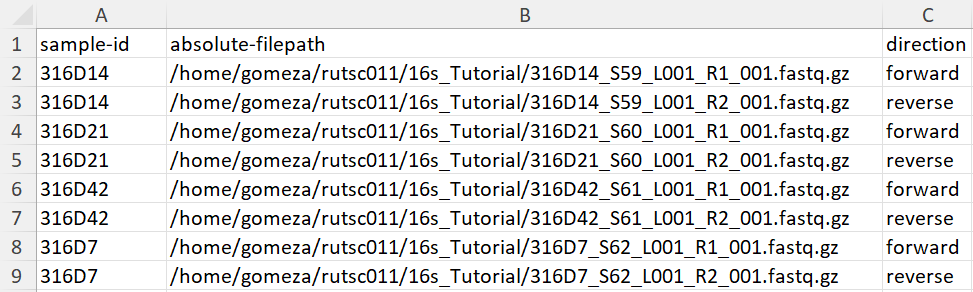 A B C
1 sample-id absolute-filepath direction
2 316D14 /home/gomeza/rutsc011/16s_Tutorial/316D14_S59_L001_R1_001.fastq.gz forward
3 316D14 /home/gomeza/rutsc011/16s_Tutorial/316D14_S59_L001_R2_001.fastq.gz reverse
4 316D21 /home/gomeza/rutsc011/16s_Tutorial/316D21_S60_L001_R1_001.fastq.gz forward
5 316D21 /home/gomeza/rutsc011/16s_Tutorial/316D21_S60_L001_R2_001.fastq.gz reverse
6 316D42 /home/gomeza/rutsc011/16s_Tutorial/316D42_S61_L001_R1_001.fastq.gz forward
7 316D42 /home/gomeza/rutsc011/16s_Tutorial/316D42_S61_L001_R2_001.fastq.gz reverse
8 316D7 /home/gomeza/rutsc011/16s_Tutorial/316D7_S62_L001_R1_001.fastq.gz forward
9 316D7 /home/gomeza/rutsc011/16s_Tutorial/316D7_S62_L001_R2_001.fastq.gz reverse